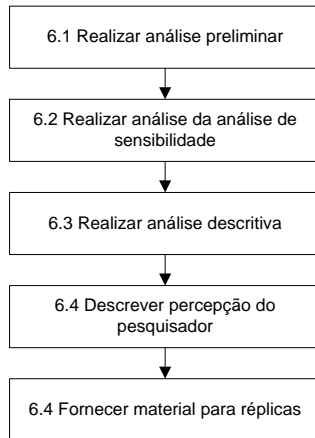 6.1 Realizar análise preliminar
6.2 Realizar análise da análise de
sensibilidade
6.3 Realizar análise descritiva
6.4 Descrever percepção do
pesquisador
6.4 Fornecer material para réplicas